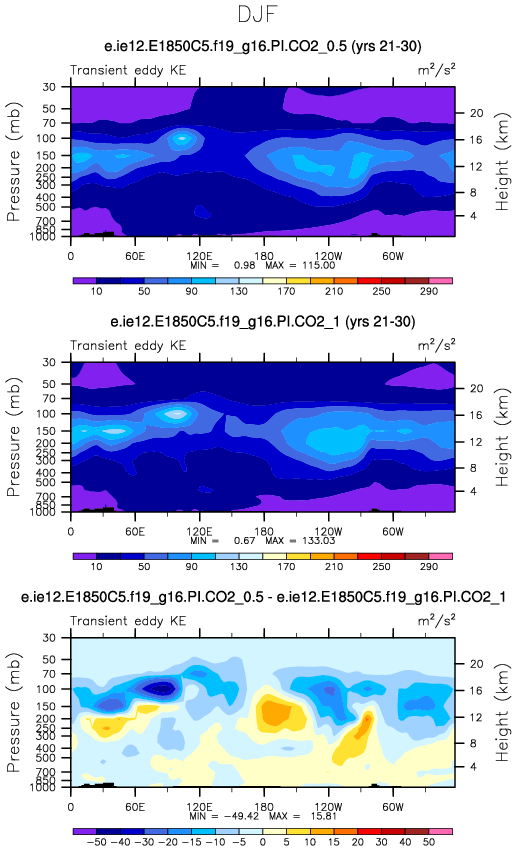 DJF
e.ie12.E1850C5.f19_g16.PI.CO2_0.5 (yrs 21-30)
Transient eddy KE m²/s²
30
50
70
100
150
200
250
300
400
500
700
850
1000
Pressure (mb)
20
16
12
8
4
Height (km)
0 60E 120E 180 120W 60W
MIN = 0.98 MAX = 115.00
10 50 90 130 170 210 250 290
e.ie12.E1850C5.f19_g16.PI.CO2_1 (yrs 21-30)
Transient eddy KE m²/s²
30
50
70
100
150
200
250
300
400
500
700
850
1000
Pressure (mb)
20
16
12
8
4
Height (km)
0 60E 120E 180 120W 60W
MIN = 0.67 MAX = 133.03
10 50 90 130 170 210 250 290
e.ie12.E1850C5.f19_g16.PI.CO2_0.5 - e.ie12.E1850C5.f19_g16.PI.CO2_1
Transient eddy KE m²/s²
30
50
70
100
150
200
250
300
400
500
700
850
1000
Pressure (mb)
20
16
12
8
4
Height (km)
0 60E 120E 180 120W 60W
MIN = −49.42 MAX = 15.81
−50 −40 −30 −20 −15 −10 −5 0 5 10 15 20 30 40 50